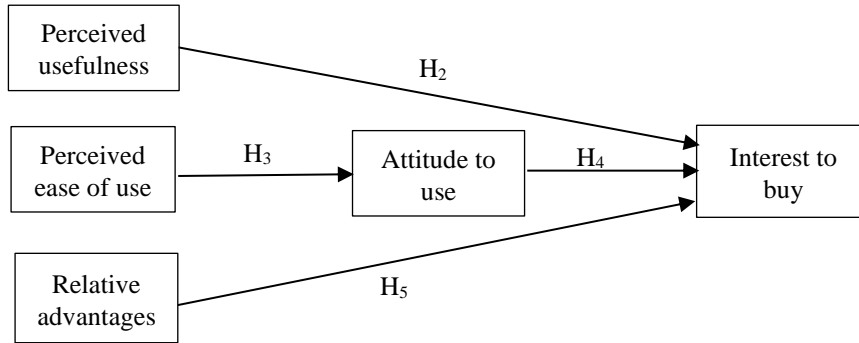 Perceived
usefulness
H2
Perceived
ease of use
H3
Attitude to
use
H4
Interest to
buy
Relative
advantages
H5